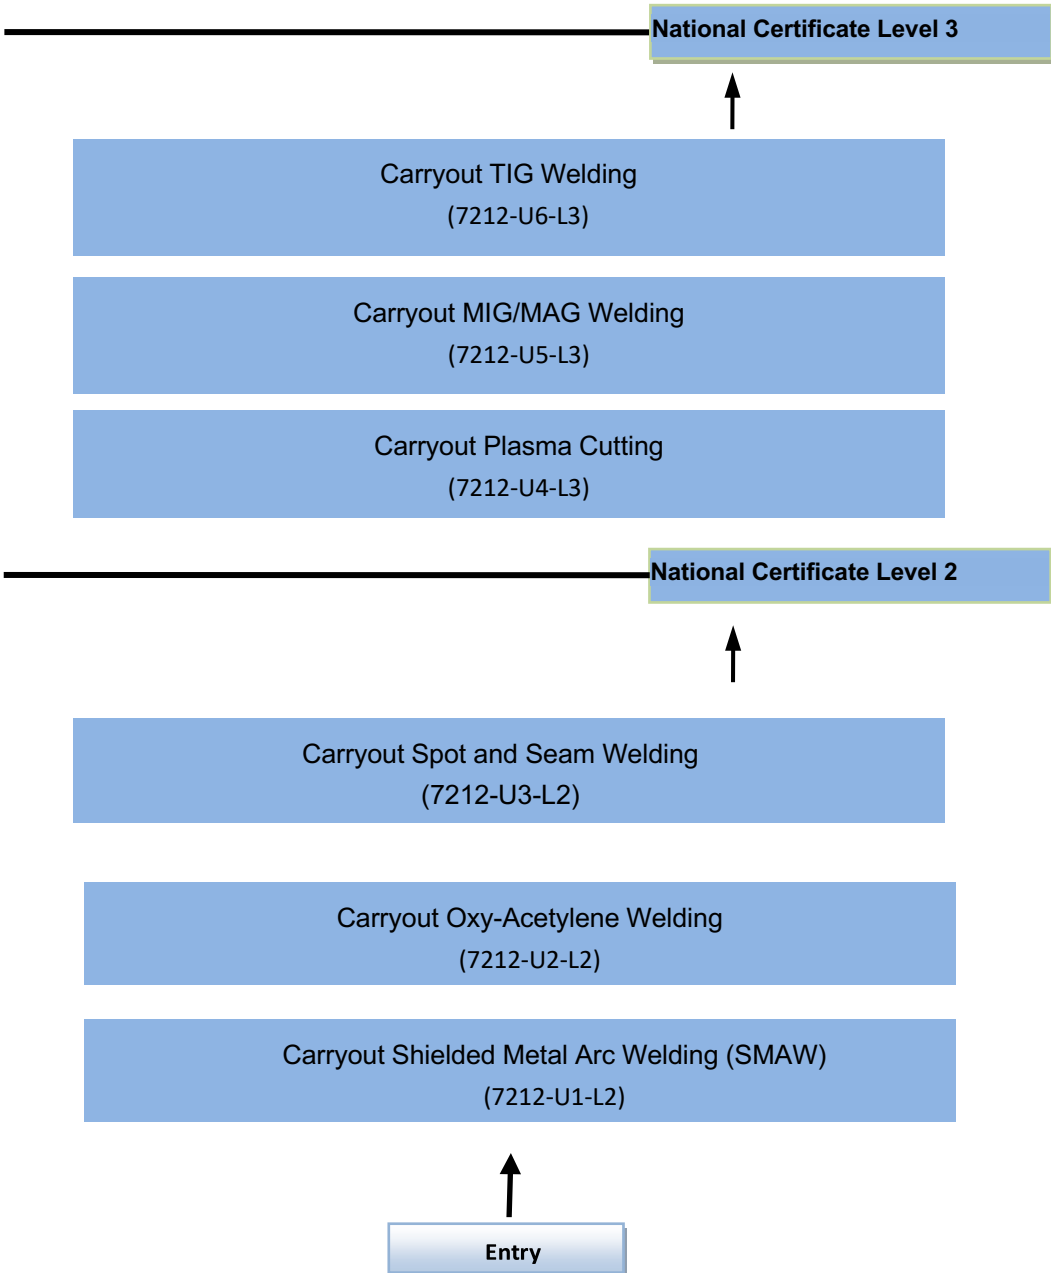 National Certificate Level 3
Carryout TIG Welding
(7212-U6-L3)
Carryout MIG/MAG Welding
(7212-U5-L3)
Carryout Plasma Cutting
(7212-U4-L3)
National Certificate Level 2
Carryout Spot and Seam Welding
(7212-U3-L2)
Carryout Oxy-Acetylene Welding
(7212-U2-L2)
Carryout Shielded Metal Arc Welding (SMAW)
(7212-U1-L2)
Entry